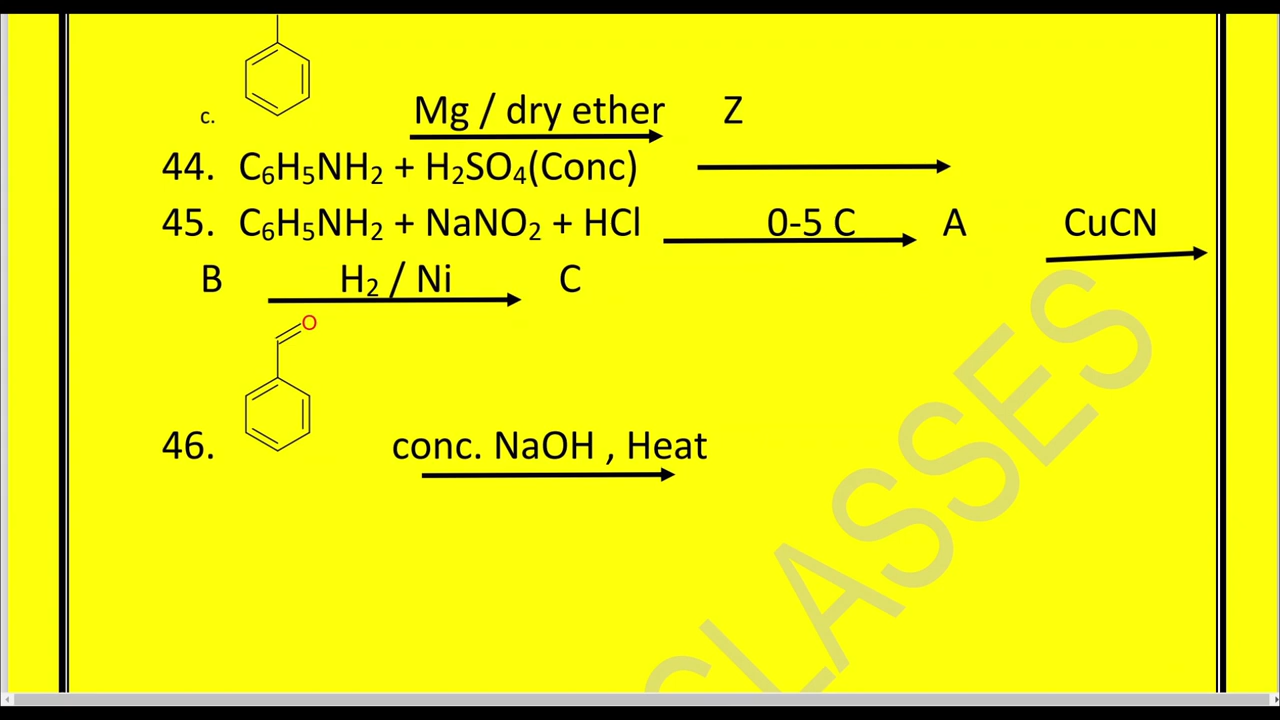 c. Mg / dry ether Z
44. C₆H₅NH₂ + H₂SO₄(Conc)
45. C₆H₅NH₂ + NaNO₂ + HCl 0-5 C A CuCN
B H₂ / Ni C
O
46. conc. NaOH , Heat
CLASSES